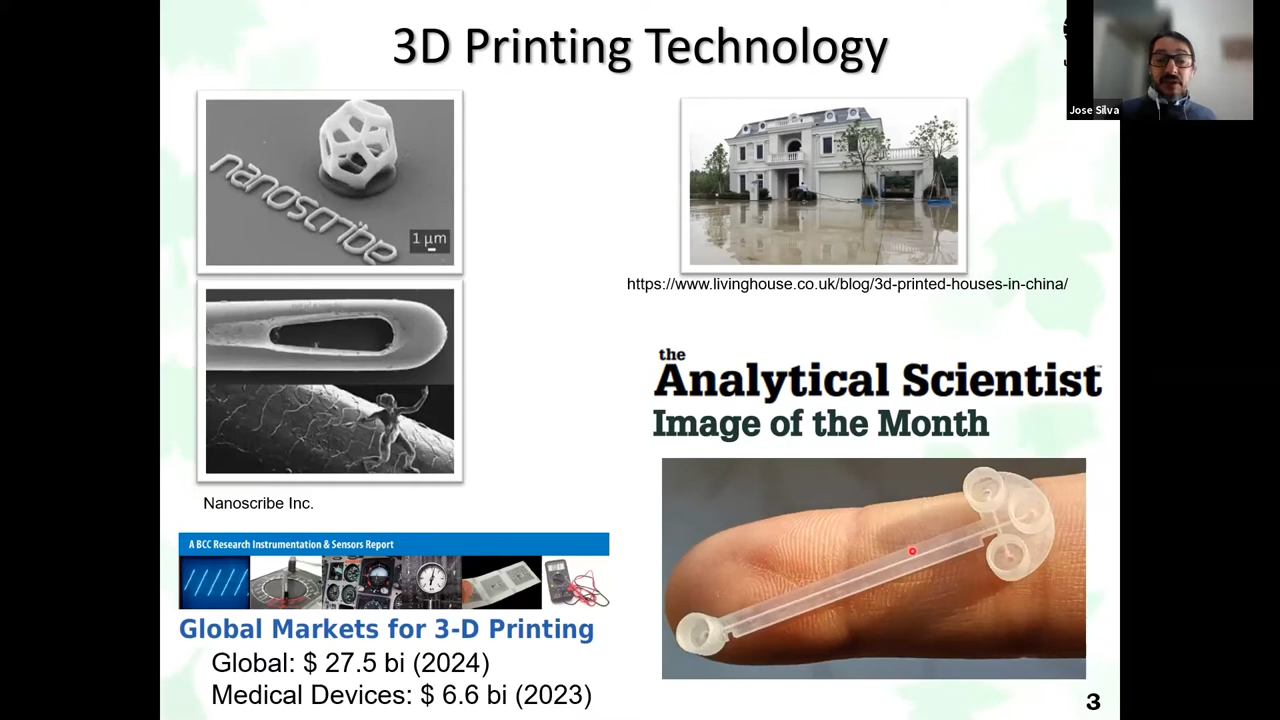 3D Printing Technology
Jose Silva
nanoscribe
1 µm
Nanoscribe Inc.
A BCC Research Instrumentation & Sensors Report
Global Markets for 3-D Printing
Global: $ 27.5 bi (2024)
Medical Devices: $ 6.6 bi (2023)
https://www.livinghouse.co.uk/blog/3d-printed-houses-in-china/
the
Analytical Scientist
Image of the Month
3